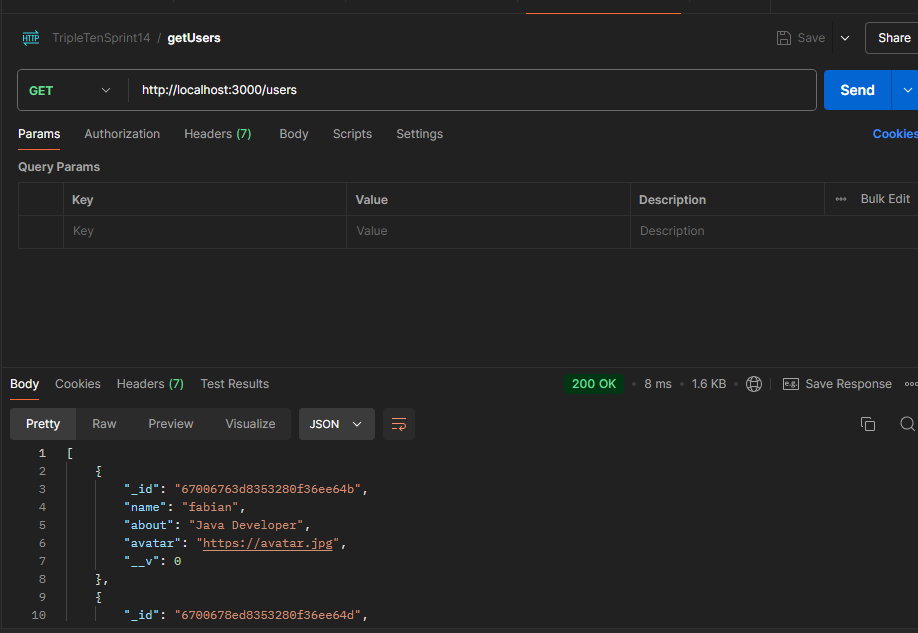 HTTP TripleTenSprint14 / getUsers Save Share
GET http://localhost:3000/users Send
Params Authorization Headers (7) Body Scripts Settings Cookies
Query Params
Key Value Description Bulk Edit
Key Value Description
Body Cookies Headers (7) Test Results 200 OK 8 ms 1.6 KB e.g. Save Response
Pretty Raw Preview Visualize JSON
1 [
2 {
3 "_id": "67006763d8353280f36ee64b",
4 "name": "fabian",
5 "about": "Java Developer",
6 "avatar": "https://avatar.jpg",
7 "__v": 0
8 },
9 {
10 "_id": "6700678ed8353280f36ee64d",